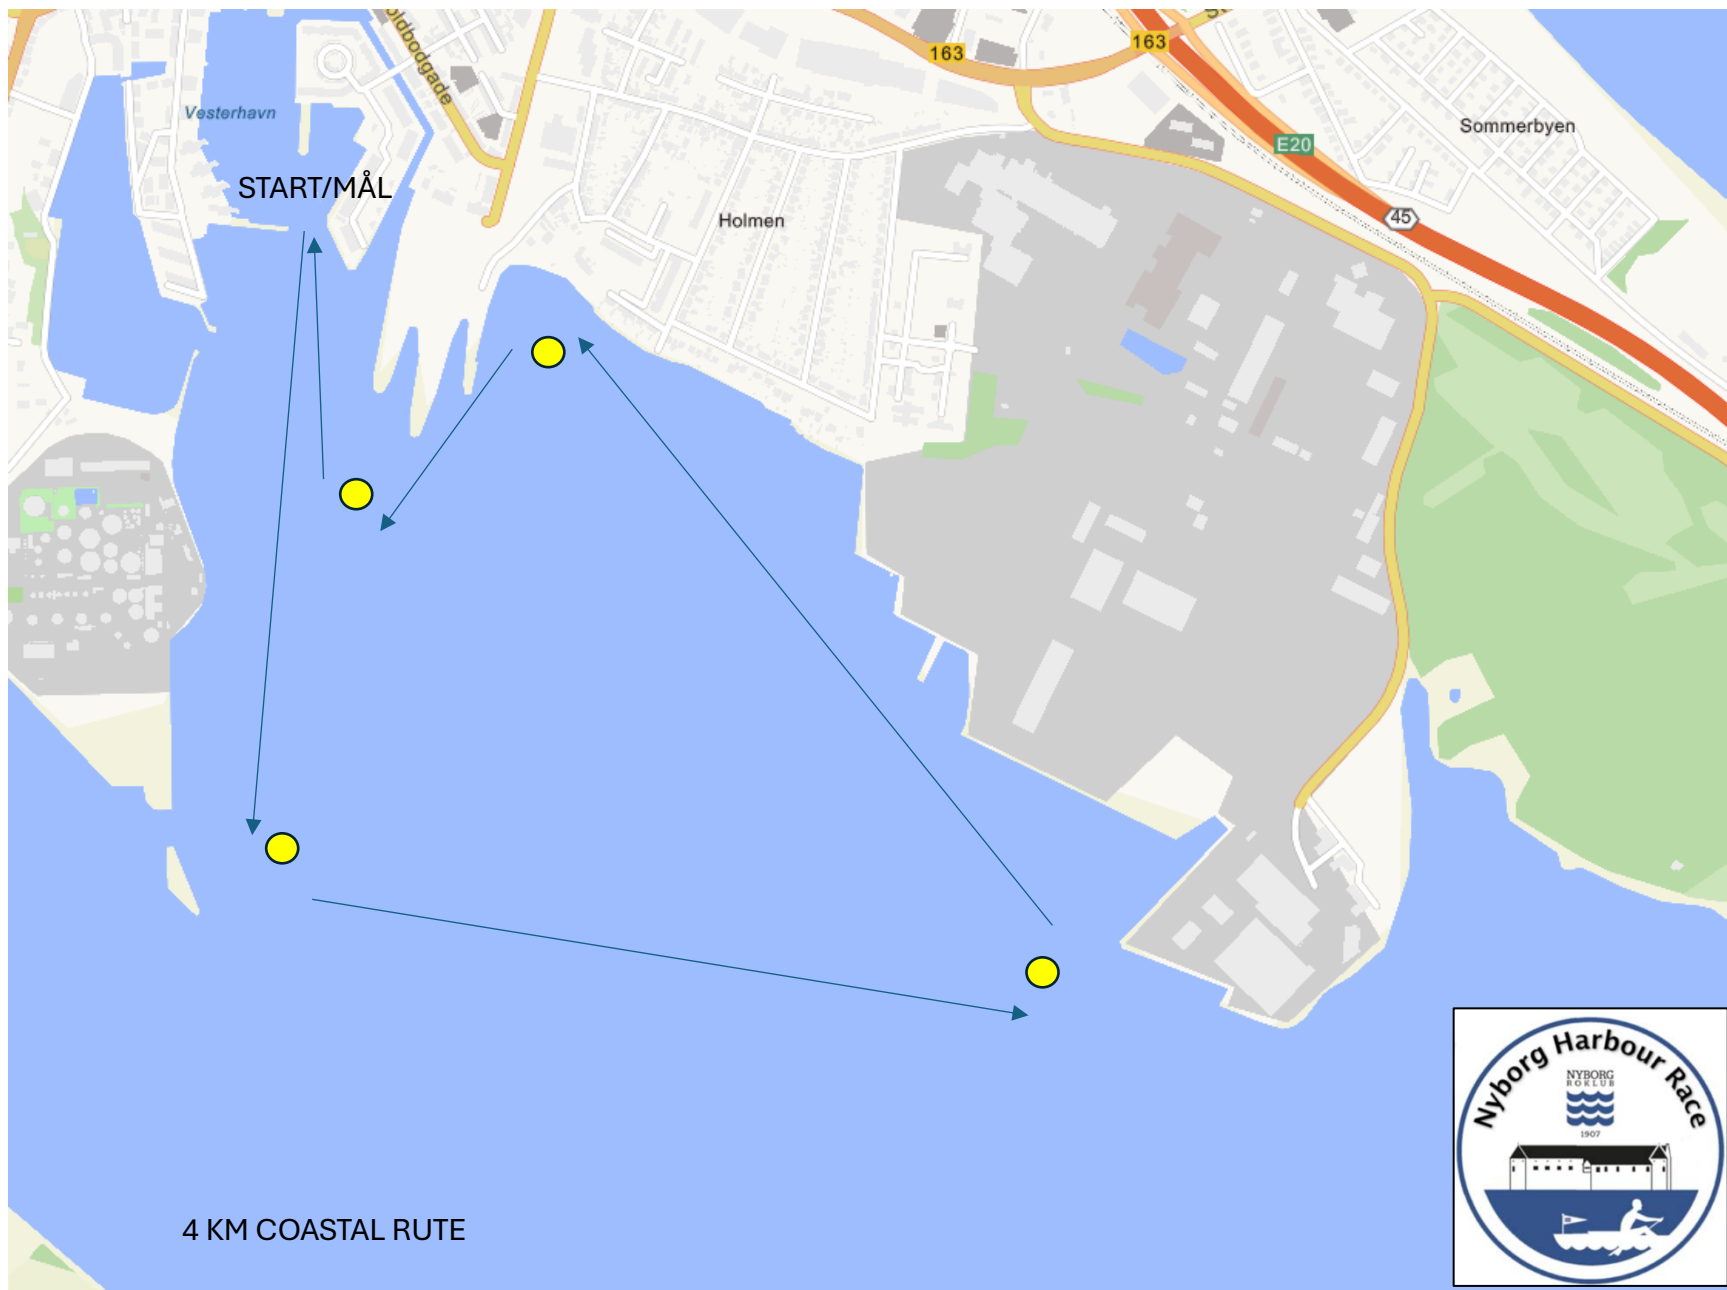 163
163
Vesterhavn
Sommerbyen
E20
START/MÅL
Holmen
45
Nyborg Harbour Race
NYBORG
ROKLUB
1907
4 KM COASTAL RUTE